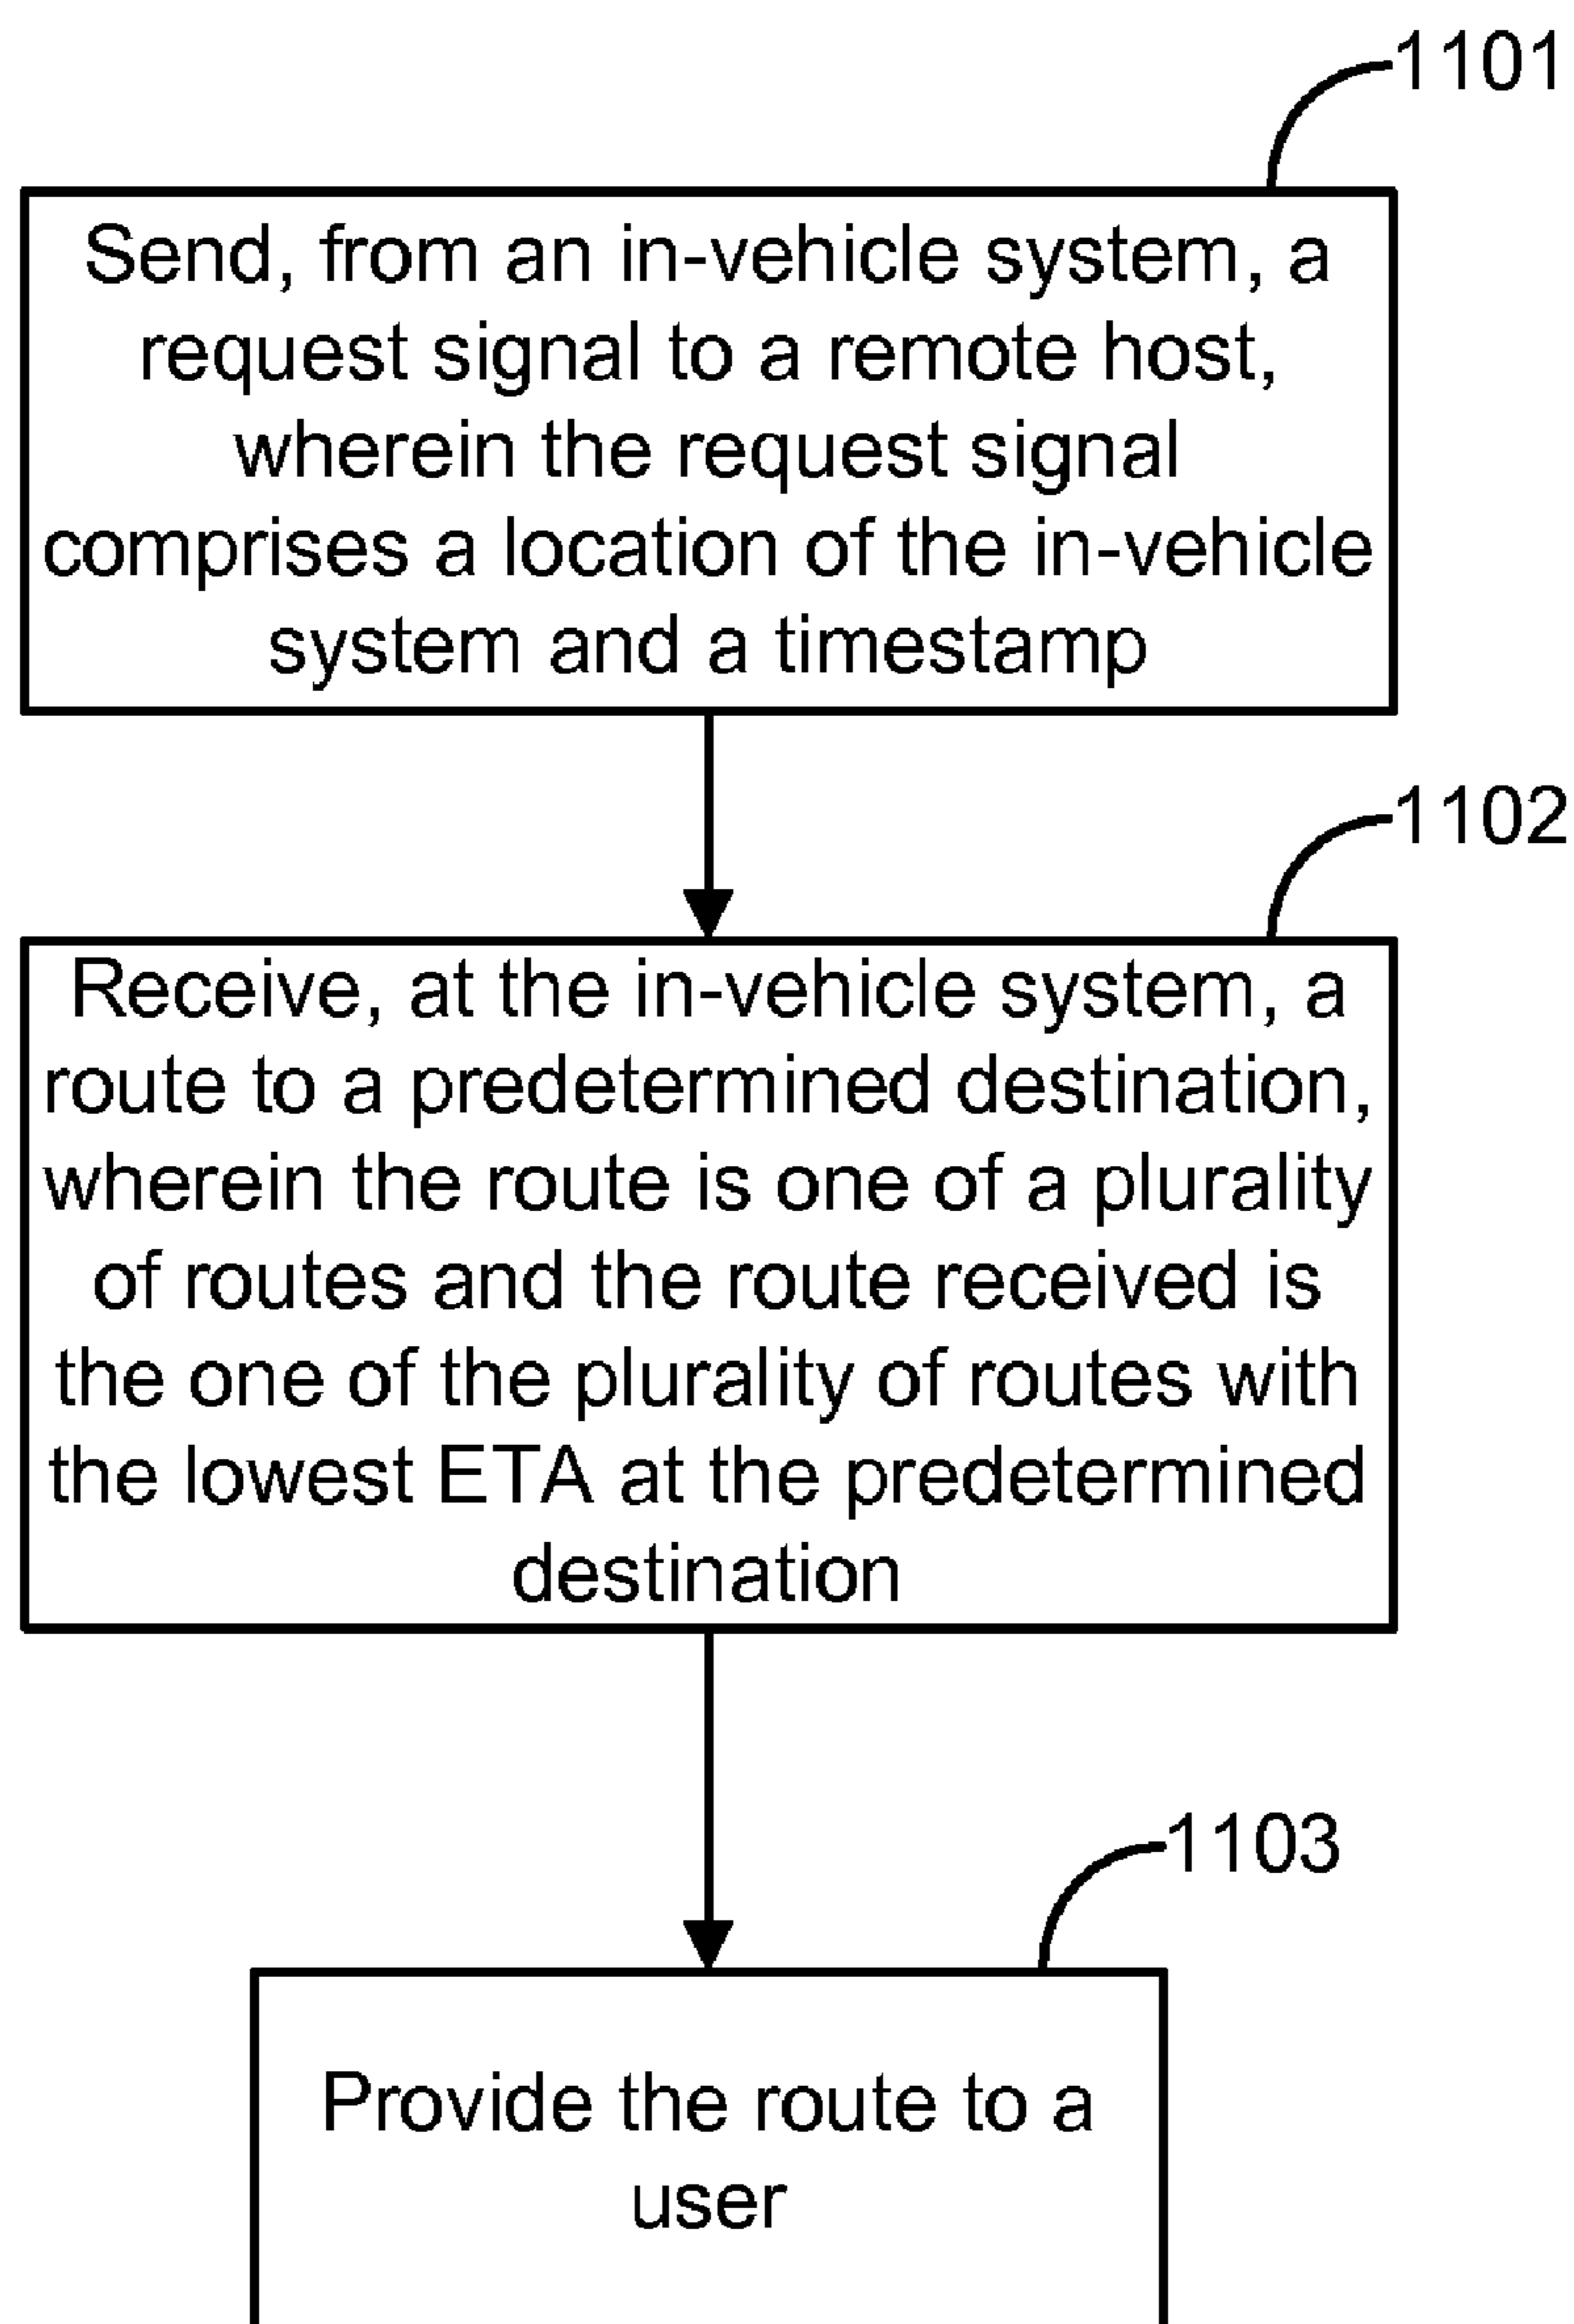 1101
Send, from an in-vehicle system, a
request signal to a remote host,
wherein the request signal
comprises a location of the in-vehicle
system and a timestamp
1102
Receive, at the in-vehicle system, a
route to a predetermined destination,
wherein the route is one of a plurality
of routes and the route received is
the one of the plurality of routes with
the lowest ETA at the predetermined
destination
1103
Provide the route to a
user